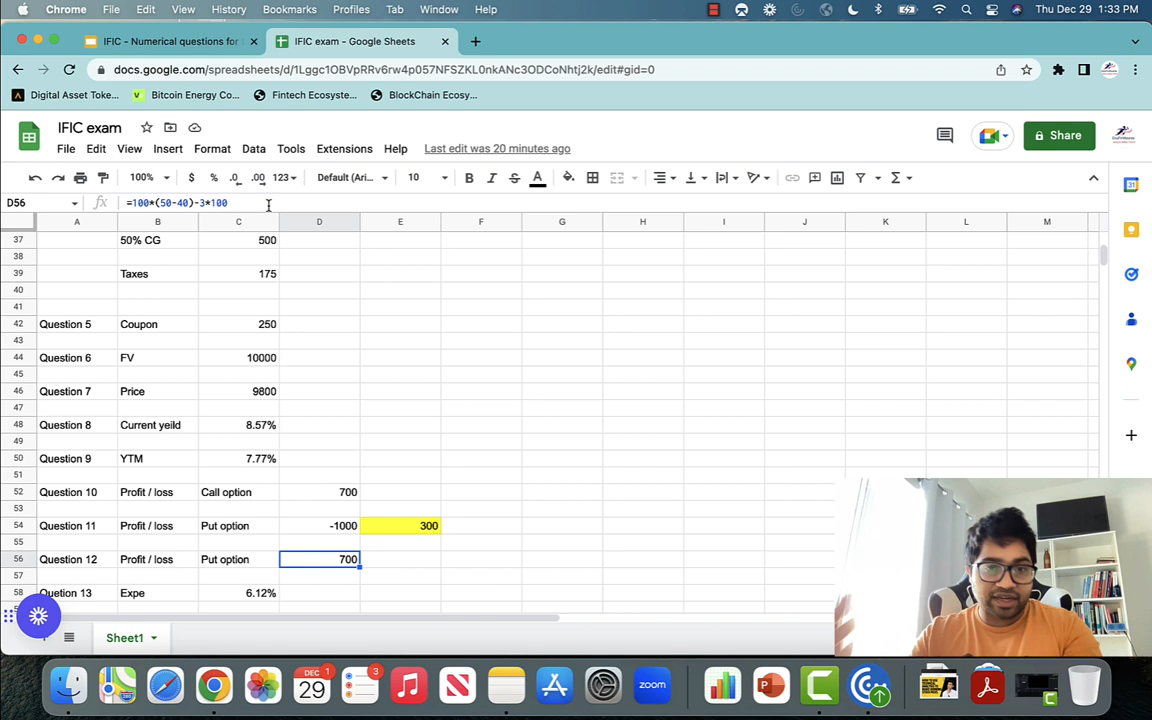 Chrome File Edit View History Bookmarks Profiles Tab Window Help Thu Dec 29 1:33 PM
IFIC - Numerical questions for
IFIC exam - Google Sheets
docs.google.com/spreadsheets/d/1Lggc1OBVpRRv6rw4p057NFSZKL0nkANc3ODCoNhtj2k/edit#gid=0
Digital Asset Toke... Bitcoin Energy Co... Fintech Ecosyste... BlockChain Ecosy...
IFIC exam
Share
File Edit View Insert Format Data Tools Extensions Help Last edit was 20 minutes ago
100% $ % .0 .00 123 Default (Ari... 10 B I S A
D56 fx =100*(50-40)-3*100
A B C D E F G H I J K L M
37 50% CG 500
38
39 Taxes 175
40
41
42 Question 5 Coupon 250
43
44 Question 6 FV 10000
45
46 Question 7 Price 9800
47
48 Question 8 Current yeild 8.57%
49
50 Question 9 YTM 7.77%
51
52 Question 10 Profit / loss Call option 700
53
54 Question 11 Profit / loss Put option -1000 300
55
56 Question 12 Profit / loss Put option 700
57
58 Quetion 13 Expe 6.12%
Sheet1
DEC 1
29
3
zoom